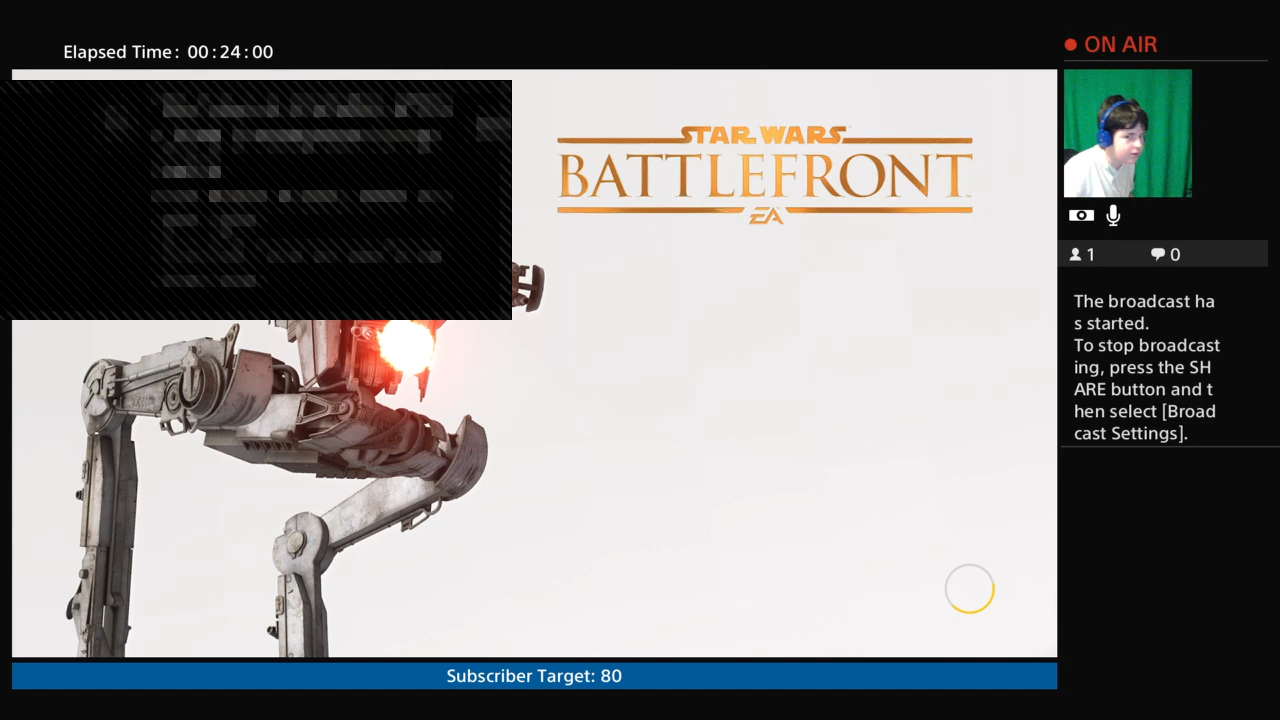 Elapsed Time: 00:24:00
ON AIR
STAR WARS
BATTLEFRONT
EA
1
0
The broadcast ha
s started.
To stop broadcast
ing, press the SH
ARE button and t
hen select [Broad
cast Settings].
Subscriber Target: 80